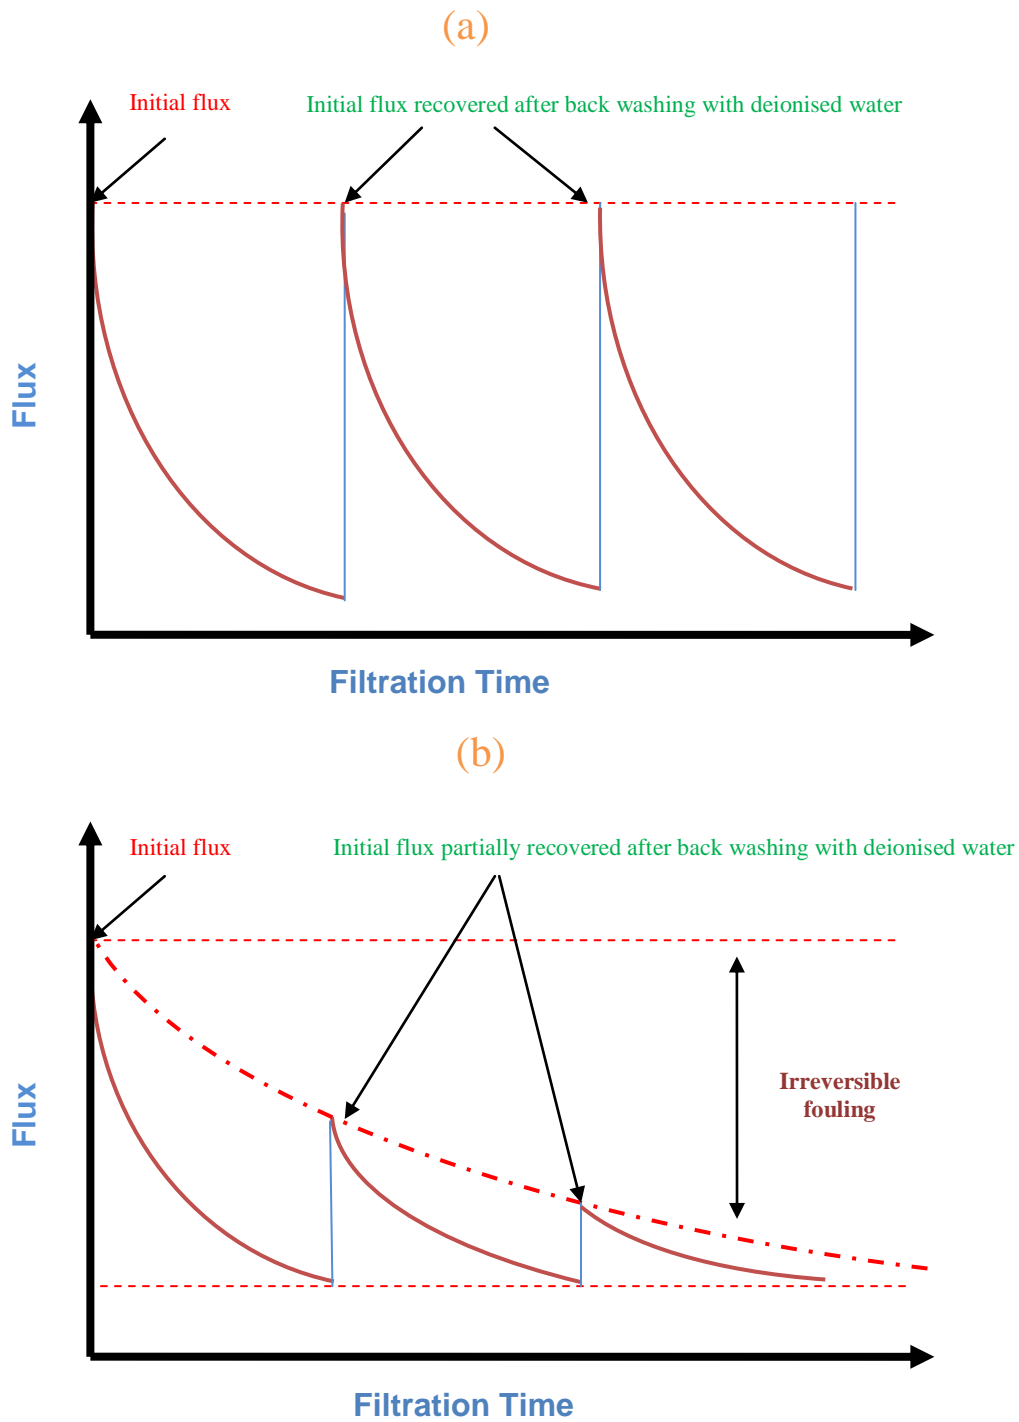 (a)
Initial flux
Initial flux recovered after back washing with deionised water
Flux
Filtration Time
(b)
Initial flux
Initial flux partially recovered after back washing with deionised water
Irreversible
fouling
Flux
Filtration Time